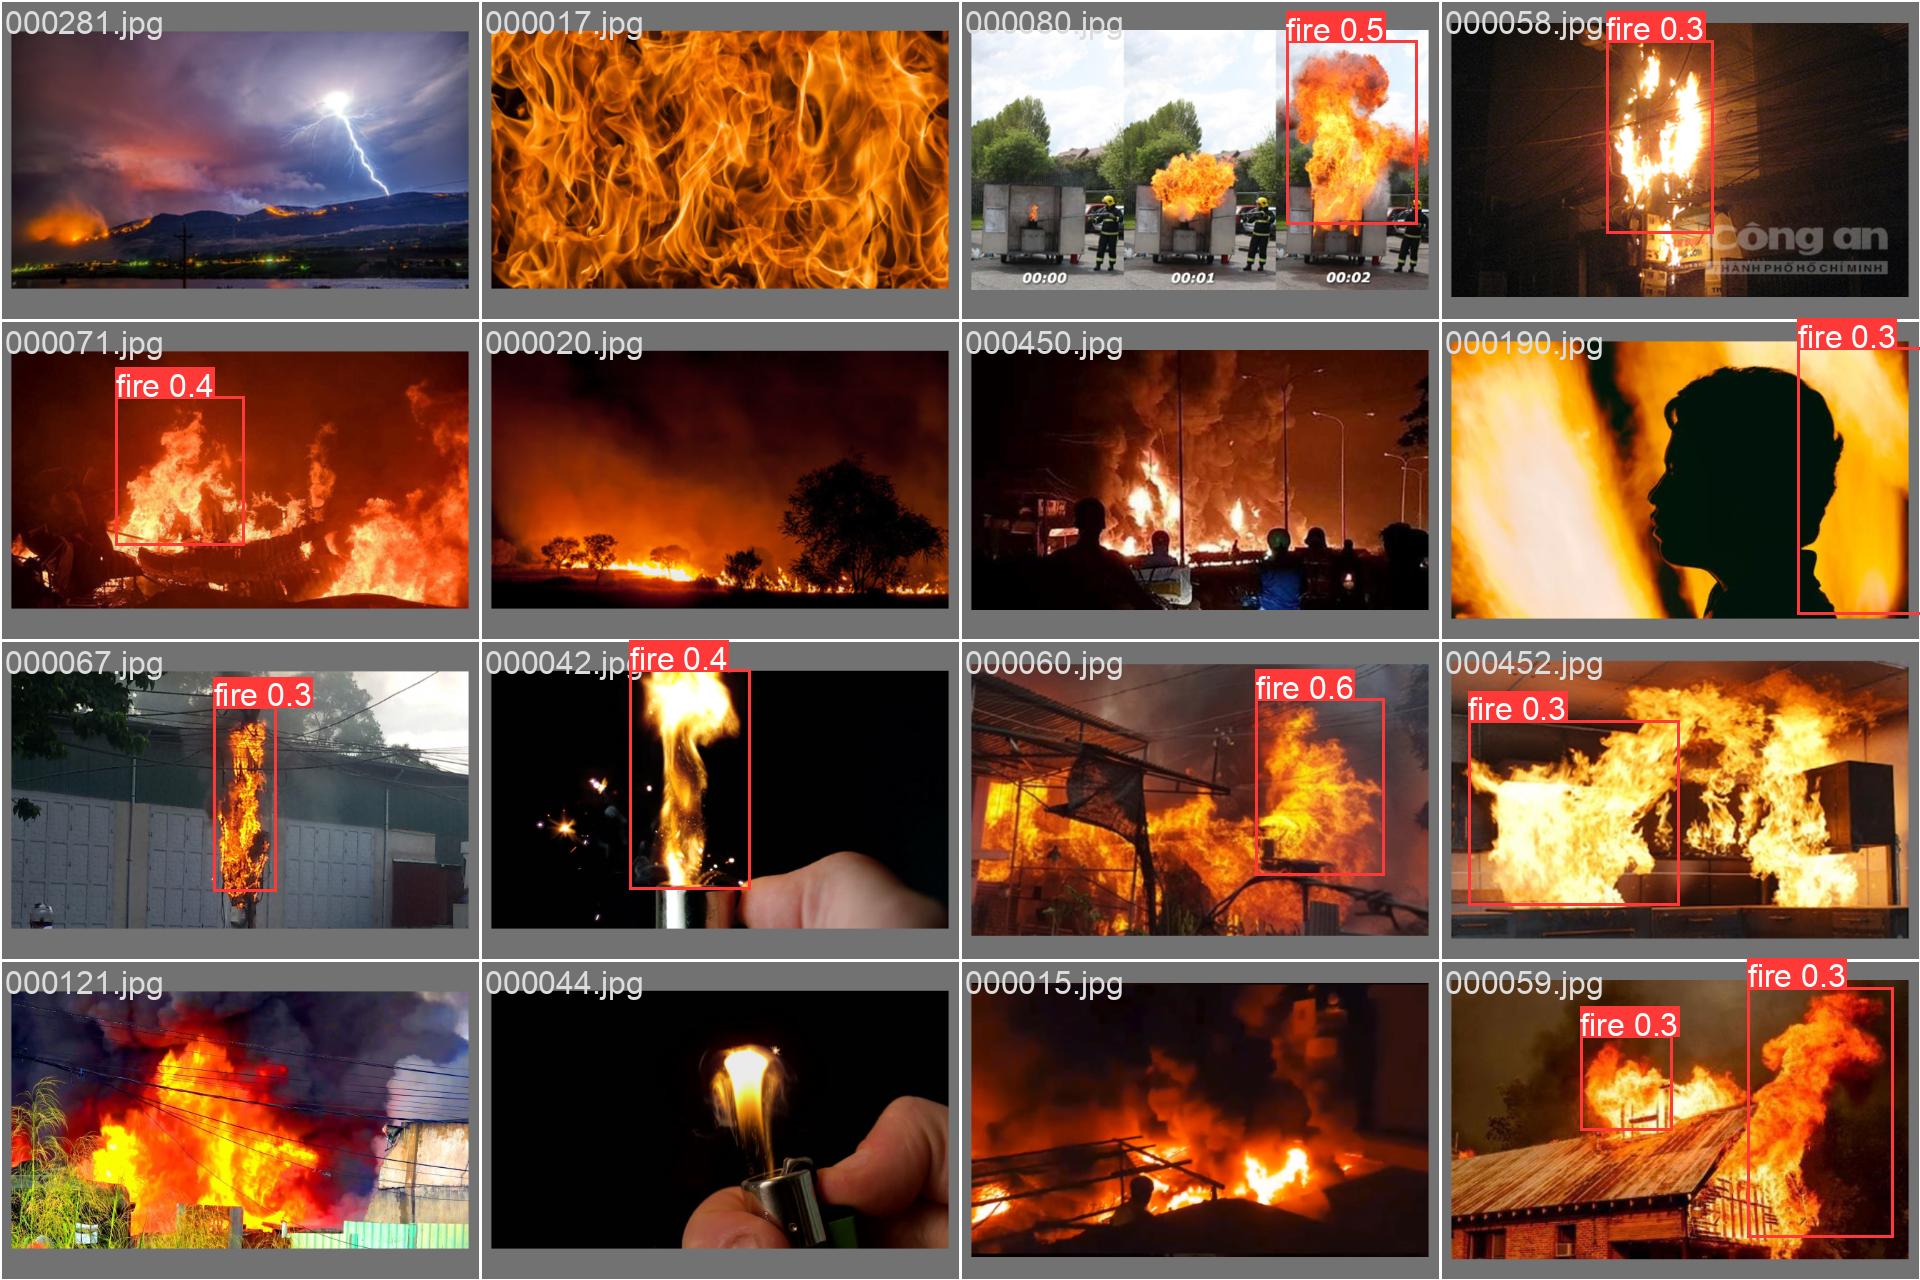 000281.jpg
000017.jpg
000080.jpg
fire 0.5
000058.jpg
fire 0.3
00:00
00:01
00:02
công an
THÀNH PHỐ HỒ CHÍ MINH
000071.jpg
fire 0.4
000020.jpg
000450.jpg
000190.jpg
fire 0.3
000067.jpg
fire 0.3
000042.jpg
fire 0.4
000060.jpg
fire 0.6
000452.jpg
fire 0.3
000121.jpg
000044.jpg
000015.jpg
000059.jpg
fire 0.3
fire 0.3